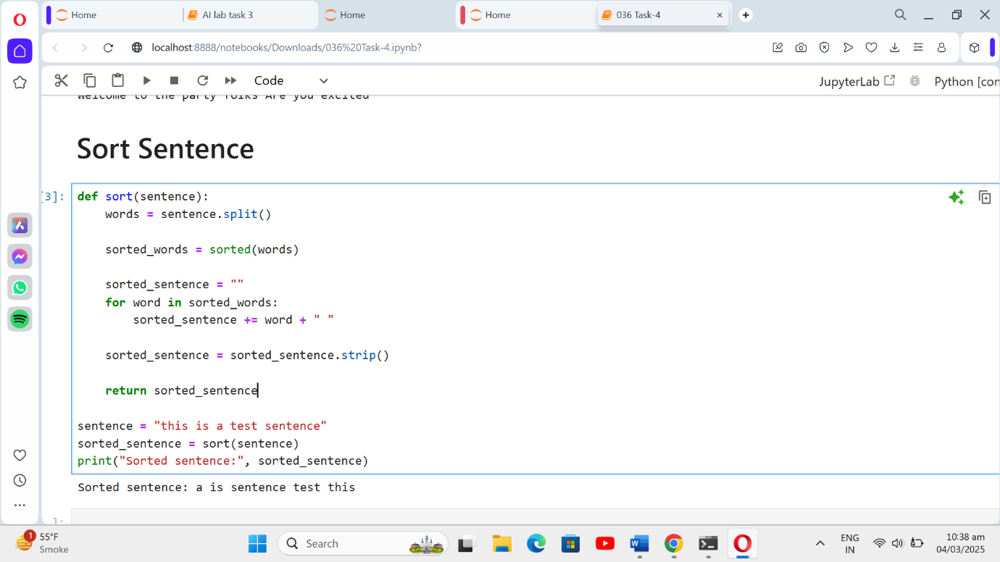 Home
AI lab task 3
Home
Home
036 Task-4
localhost:8888/notebooks/Downloads/036%20Task-4.ipynb?
Code
JupyterLab
Python [con
Welcome to the party folks Are you excited
Sort Sentence
[3]:
def sort(sentence):
    words = sentence.split()
    sorted_words = sorted(words)
    sorted_sentence = ""
    for word in sorted_words:
        sorted_sentence += word + " "
    sorted_sentence = sorted_sentence.strip()
    return sorted_sentence
sentence = "this is a test sentence"
sorted_sentence = sort(sentence)
print("Sorted sentence:", sorted_sentence)
Sorted sentence: a is sentence test this
]:
1
55°F
Smoke
Search
ENG
IN
10:38 am
04/03/2025